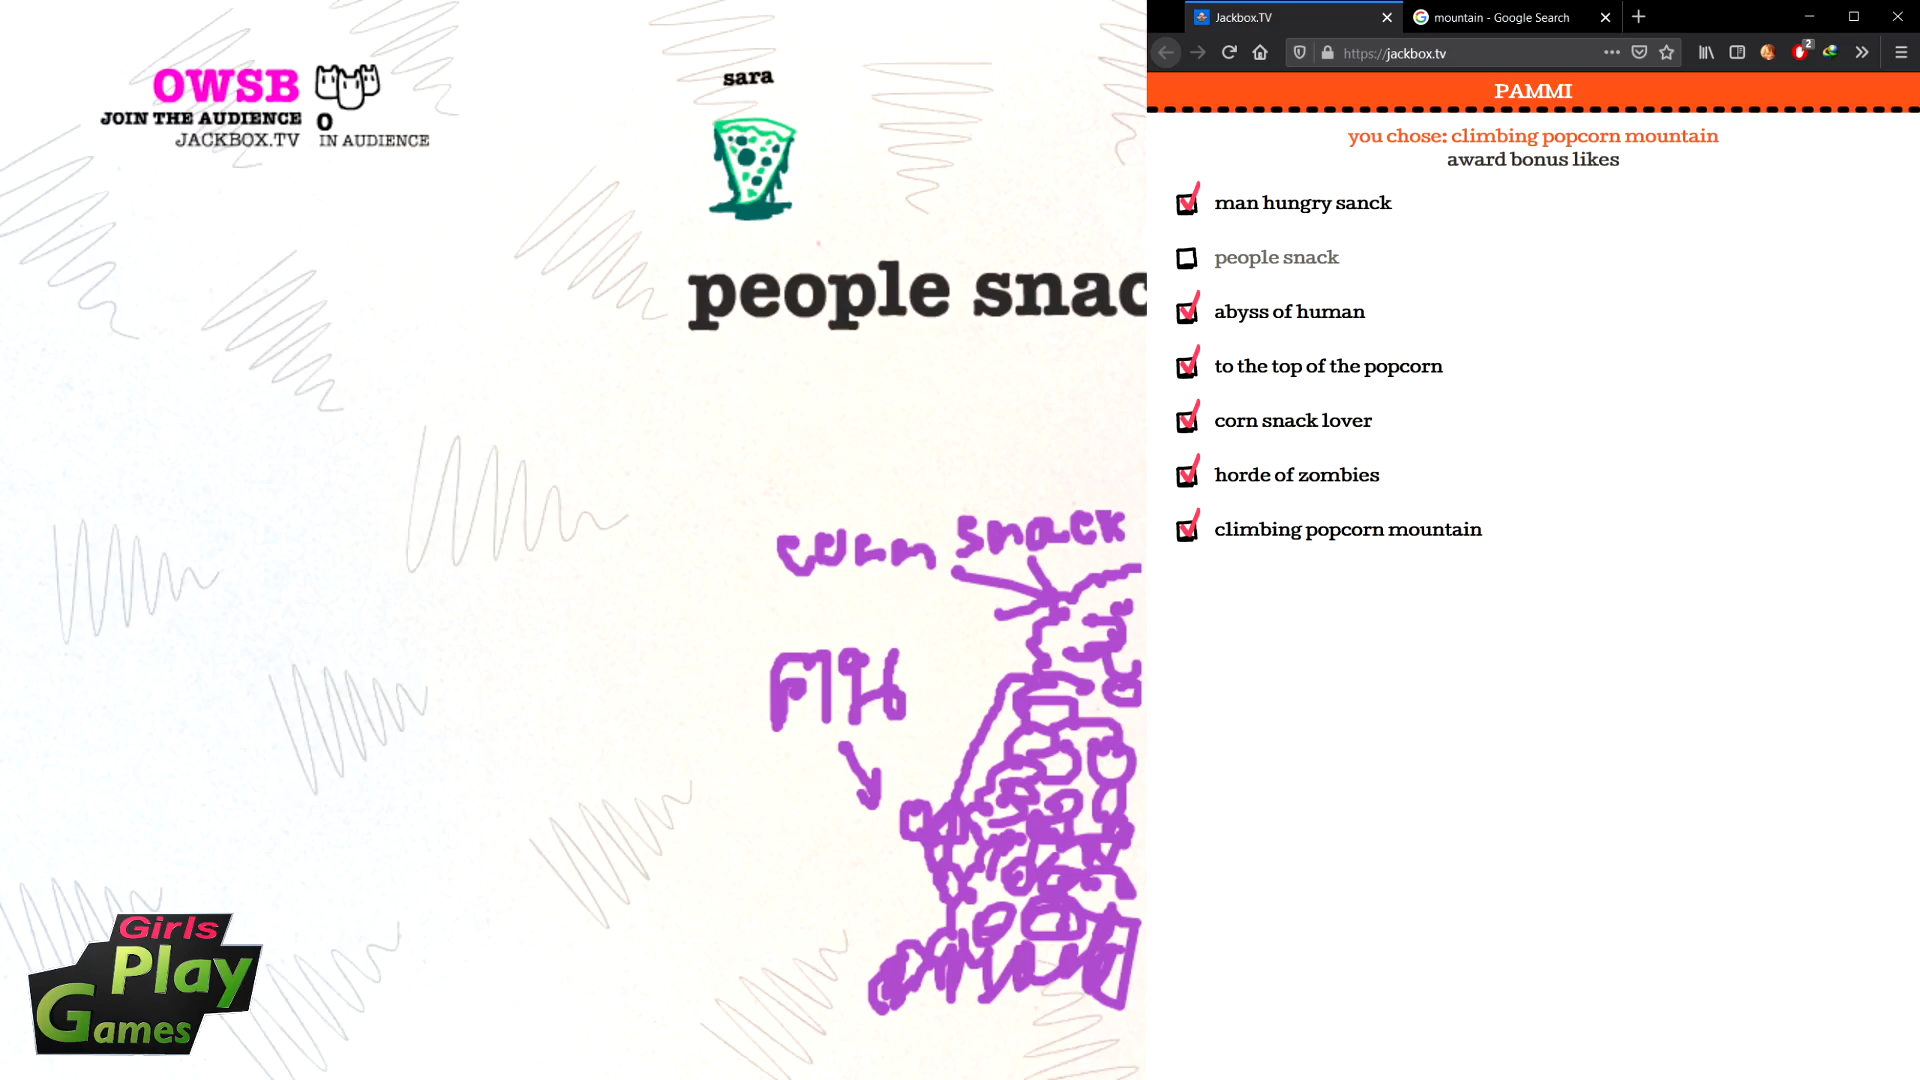 OWSB
JOIN THE AUDIENCE
JACKBOX.TV
0
IN AUDIENCE
sara
people snac
corn snack
คน
Girls
Play
Games
Jackbox.TV
mountain - Google Search
https://jackbox.tv
2
PAMMI
you chose: climbing popcorn mountain
award bonus likes
man hungry sanck
people snack
abyss of human
to the top of the popcorn
corn snack lover
horde of zombies
climbing popcorn mountain